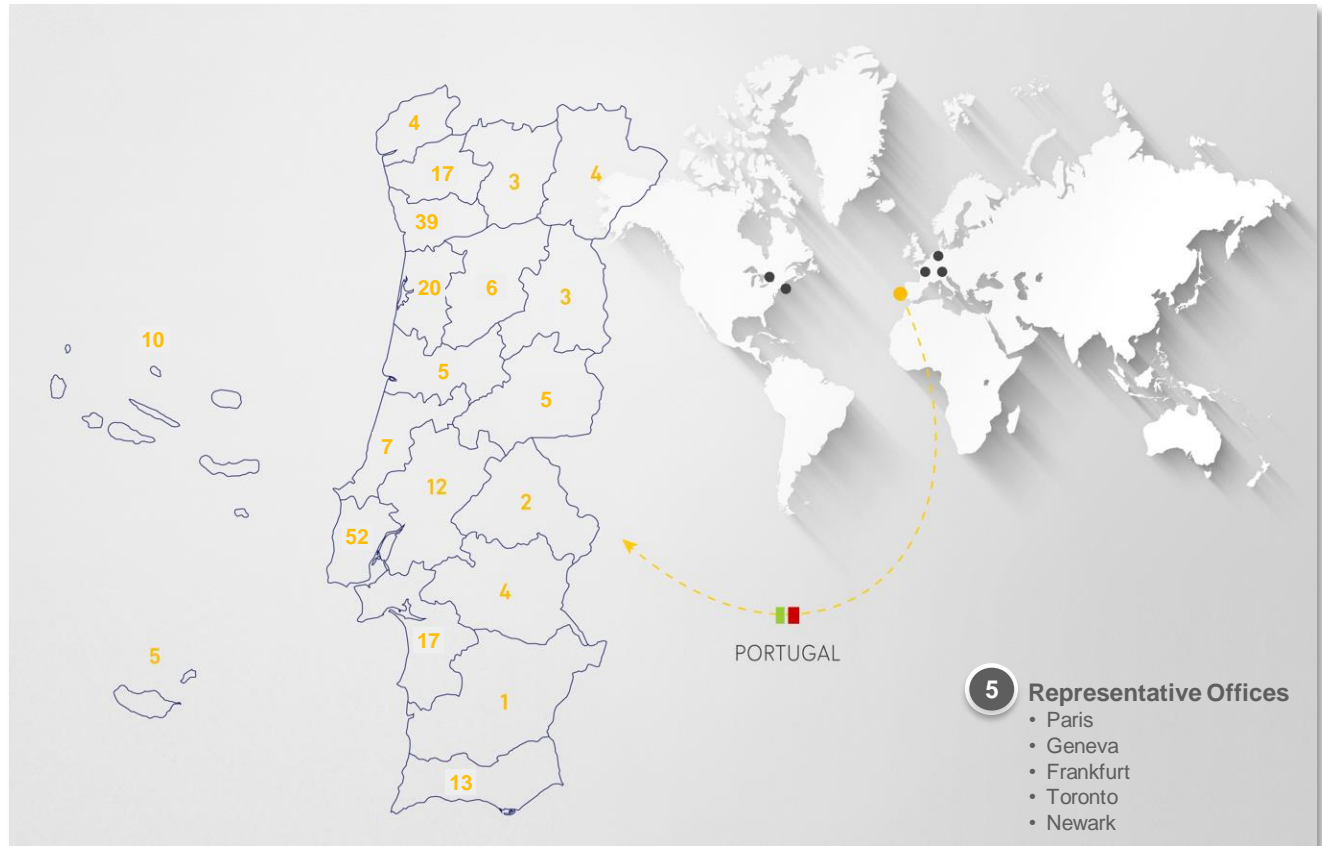 4
17
3
4
39
20
6
3
10
5
5
7
12
2
52
4
17
5
1
13
PORTUGAL
5 Representative Offices
• Paris
• Geneva
• Frankfurt
• Toronto
• Newark